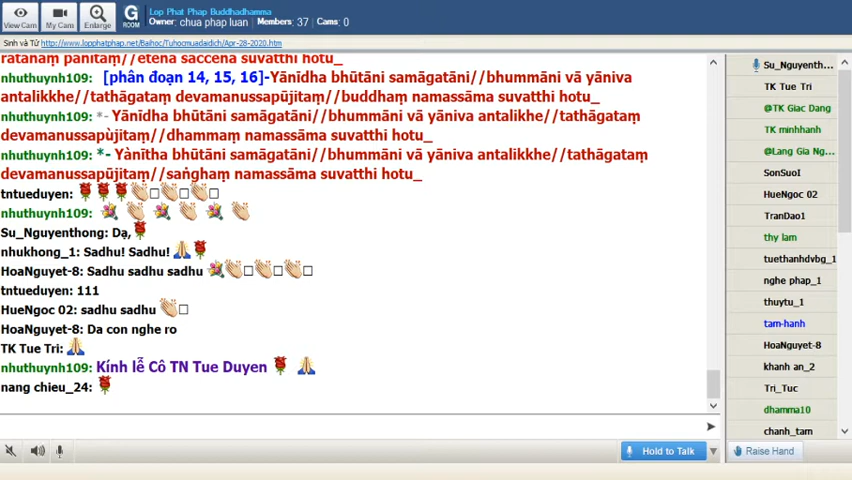 View Cam
My Cam
Enlarge
G
ROOM
Lop Phat Phap Buddhadhamma
Owner: chua phap luan Members: 37 Cams: 0
Sinh và Tử http://www.lopphatphap.net/Baihoc/Tuhocmuadaidich/Apr-28-2020.htm
ratanaṃ paṇītaṃ//etena saccena suvatthi hotu_
nhuthuynh109: [phân đoạn 14, 15, 16]-Yānīdha bhūtāni samāgatāni//bhummāni vā yāniva
antalikkhe//tathāgataṃ devamanussapūjitaṃ//buddhaṃ namassāma suvatthi hotu_
nhuthuynh109: *- Yānīdha bhūtāni samāgatāni//bhummāni vā yāniva antalikhe//tathāgataṃ
devamanussapùjitaṃ//dhammaṃ namassāma suvatthi hotu_
nhuthuynh109: *- Yànītha bhūtāni samāgatāni//bhummāni vā yāniva antalikkhe//tathāgataṃ
devamanussapūjitaṃ//saṅghaṃ namassāma suvatthi hotu_
tntueduyen:
nhuthuynh109:
Su_Nguyenthong: Dạ,
nhukhong_1: Sadhu! Sadhu!
HoaNguyet-8: Sadhu sadhu sadhu
tntueduyen: 111
HueNgoc 02: sadhu sadhu
HoaNguyet-8: Da con nghe ro
TK Tue Tri:
nhuthuynh109: Kính lễ Cô TN Tue Duyen
nang chieu_24:
Su_Nguyenth...
TK Tue Tri
@TK Giac Dang
TK minhhanh
@Lang Gia Ng...
SonSuoI
HueNgoc 02
TranDao1
thy lam
tuethanhdvbg_1
nghe phap_1
thuytu_1
tam-hanh
HoaNguyet-8
khanh an_2
Tri_Tuc
dhamma10
chanh_tam
Hold to Talk
Raise Hand